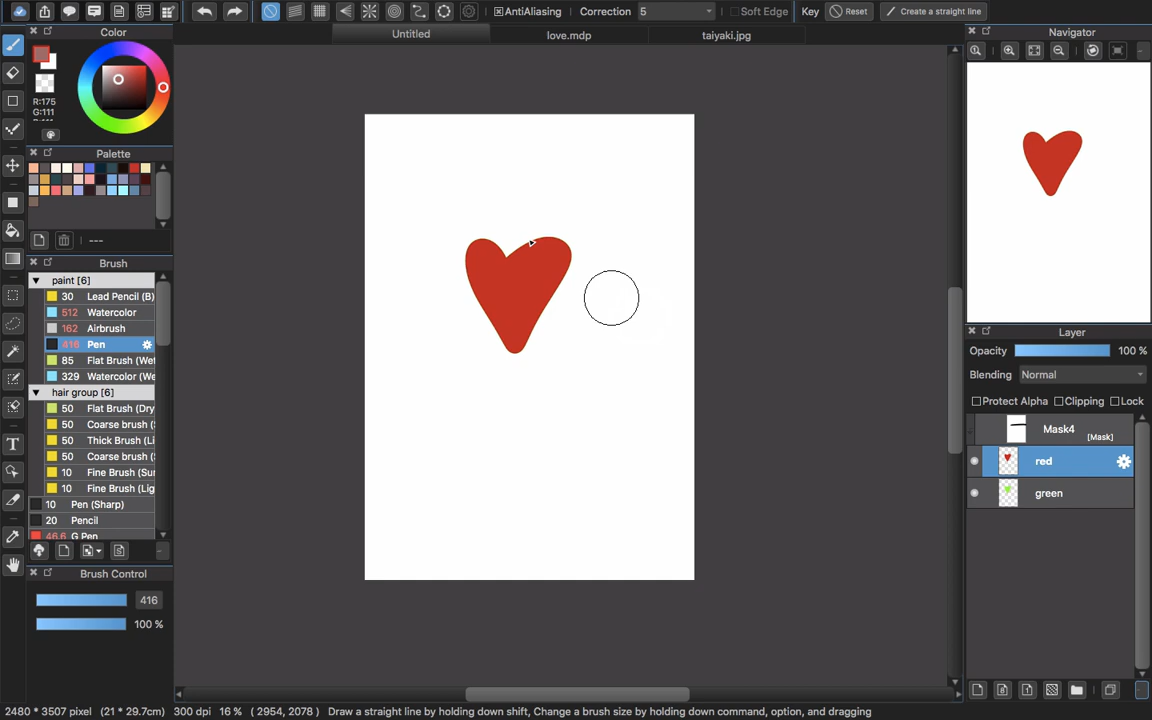 AntiAliasing Correction 5 Soft Edge Key Reset Create a straight line
Untitled love.mdp taiyaki.jpg
Color
R:175
G:111
Palette
---
Brush
paint [6]
30 Lead Pencil (B)
512 Watercolor
162 Airbrush
416 Pen
85 Flat Brush (Wet
329 Watercolor (We
hair group [6]
50 Flat Brush (Dry
50 Coarse brush (
50 Thick Brush (Li
50 Coarse brush (
10 Fine Brush (Sur
10 Fine Brush (Lig
10 Pen (Sharp)
20 Pencil
46.6 G Pen
Brush Control
416
100 %
Navigator
Layer
Opacity 100 %
Blending Normal
Protect Alpha Clipping Lock
Mask4
[Mask]
red
green
2480 * 3507 pixel (21 * 29.7cm) 300 dpi 16 % ( 2954, 2078 ) Draw a straight line by holding down shift, Change a brush size by holding down command, option, and dragging